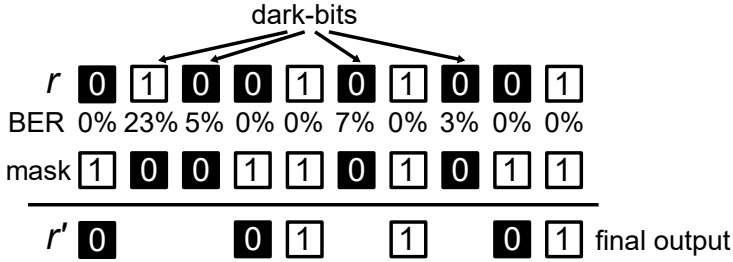 dark-bits
r 0 1 0 0 1 0 1 0 0 1
BER 0% 23% 5% 0% 0% 7% 0% 3% 0% 0%
mask 1 0 0 1 1 0 1 0 1 1
r' 0 0 1 1 0 1 final output